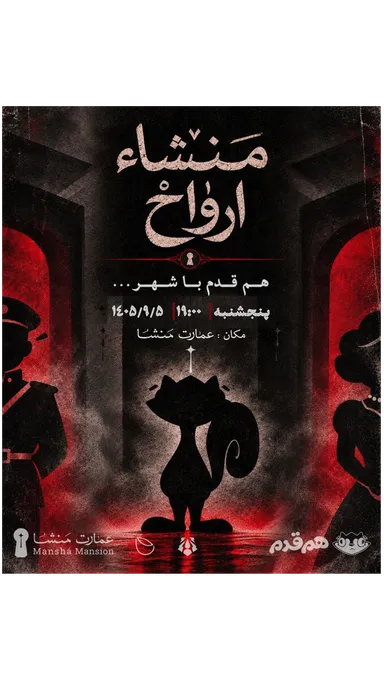 مَنشاء
ارواح
هم قدم با شهر...
پنجشنبه | ۱۹:۰۰ | ۱۴۰۵/۹/۵
مکان : عمارت مَنشا
عمارت مَنشا
Mansha Mansion
هم‌قدم